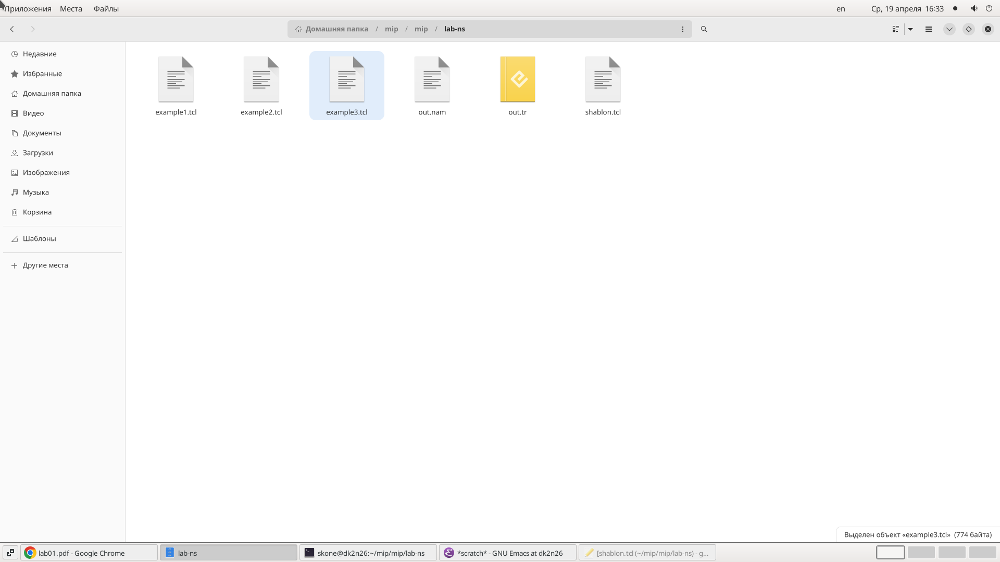 Приложения Места Файлы en Ср, 19 апреля 16:33
Домашняя папка / mip / mip / lab-ns
Недавние
Избранные
Домашняя папка
Видео
Документы
Загрузки
Изображения
Музыка
Корзина
Шаблоны
Другие места
example1.tcl example2.tcl example3.tcl out.nam out.tr shablon.tcl
Выделен объект «example3.tcl» (774 байта)
lab01.pdf - Google Chrome lab-ns skone@dk2n26:~/mip/mip/lab-ns *scratch* - GNU Emacs at dk2n26 [shablon.tcl (~/mip/mip/lab-ns) - g...